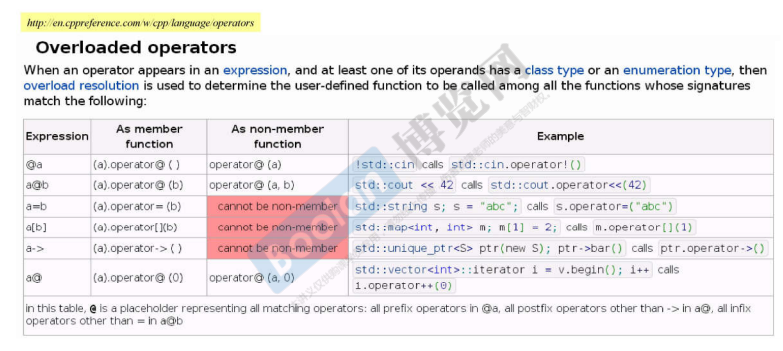 http://en.cppreference.com/w/cpp/language/operators
Overloaded operators
When an operator appears in an expression, and at least one of its operands has a class type or an enumeration type, then
overload resolution is used to determine the user-defined function to be called among all the functions whose signatures
match the following:
Expression As member function As non-member function Example
@a (a).operator@ ( ) operator@ (a) !std::cin calls std::cin.operator!()
a@b (a).operator@ (b) operator@ (a, b) std::cout << 42 calls std::cout.operator<<(42)
a=b (a).operator= (b) cannot be non-member std::string s; s = "abc"; calls s.operator=("abc")
a[b] (a).operator[](b) cannot be non-member std::map<int, int> m; m[1] = 2; calls m.operator[](1)
a-> (a).operator-> ( ) cannot be non-member std::unique_ptr<S> ptr(new S); ptr->bar() calls ptr.operator->()
a@ (a).operator@ (0) operator@ (a, 0) std::vector<int>::iterator i = v.begin(); i++ calls
i.operator++(0)
in this table, @ is a placeholder representing all matching operators: all prefix operators in @a, all postfix operators other than -> in a@, all infix
operators other than = in a@b
boolan 博览网